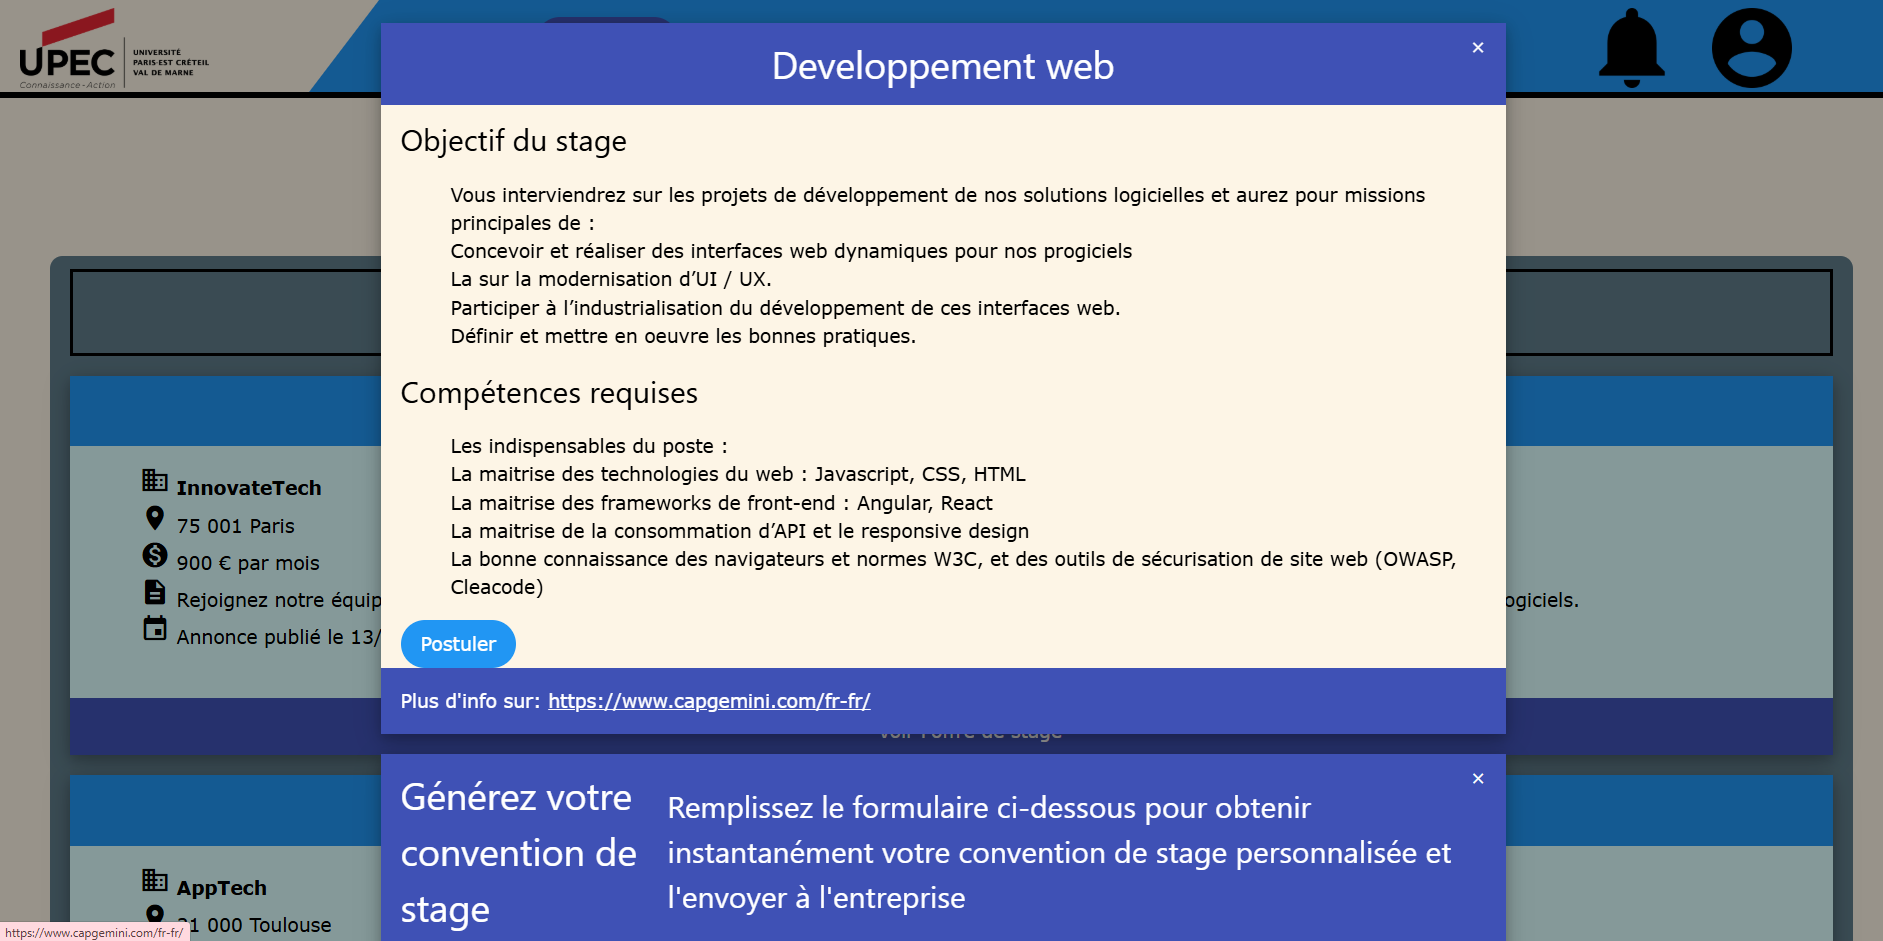 UPEC
Connaissance - Action
UNIVERSITÉ
PARIS-EST CRÉTEIL
VAL DE MARNE
Developpement web
×
Objectif du stage
Vous interviendrez sur les projets de développement de nos solutions logicielles et aurez pour missions
principales de :
Concevoir et réaliser des interfaces web dynamiques pour nos progiciels
La sur la modernisation d’UI / UX.
Participer à l’industrialisation du développement de ces interfaces web.
Définir et mettre en oeuvre les bonnes pratiques.
Compétences requises
Les indispensables du poste :
La maitrise des technologies du web : Javascript, CSS, HTML
La maitrise des frameworks de front-end : Angular, React
La maitrise de la consommation d’API et le responsive design
La bonne connaissance des navigateurs et normes W3C, et des outils de sécurisation de site web (OWASP,
Cleacode)
Postuler
Plus d'info sur: https://www.capgemini.com/fr-fr/
InnovateTech
75 001 Paris
900 € par mois
Rejoignez notre équip
ogiciels.
Annonce publié le 13/
Voir l'offre de stage
Générez votre
convention de
stage
Remplissez le formulaire ci-dessous pour obtenir
instantanément votre convention de stage personnalisée et
l'envoyer à l'entreprise
×
AppTech
31 000 Toulouse
https://www.capgemini.com/fr-fr/